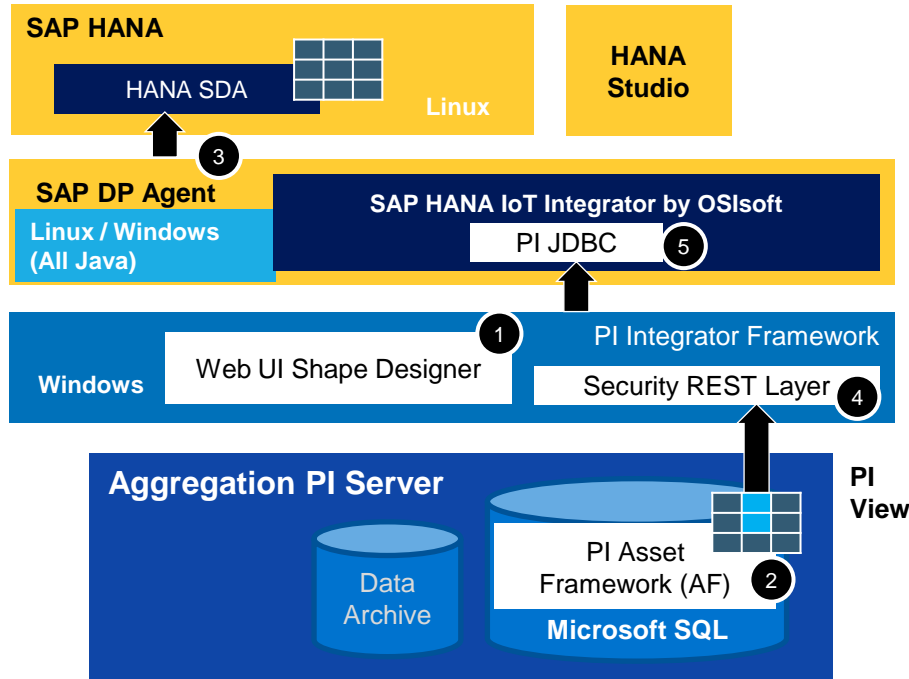 SAP HANA
HANA SDA
Linux
HANA
Studio
3
SAP DP Agent
Linux / Windows
(All Java)
SAP HANA IoT Integrator by OSIsoft
PI JDBC
5
1
PI Integrator Framework
Web UI Shape Designer
Windows
Security REST Layer
4
Aggregation PI Server
PI
View
Data
Archive
PI Asset
Framework (AF)
2
Microsoft SQL